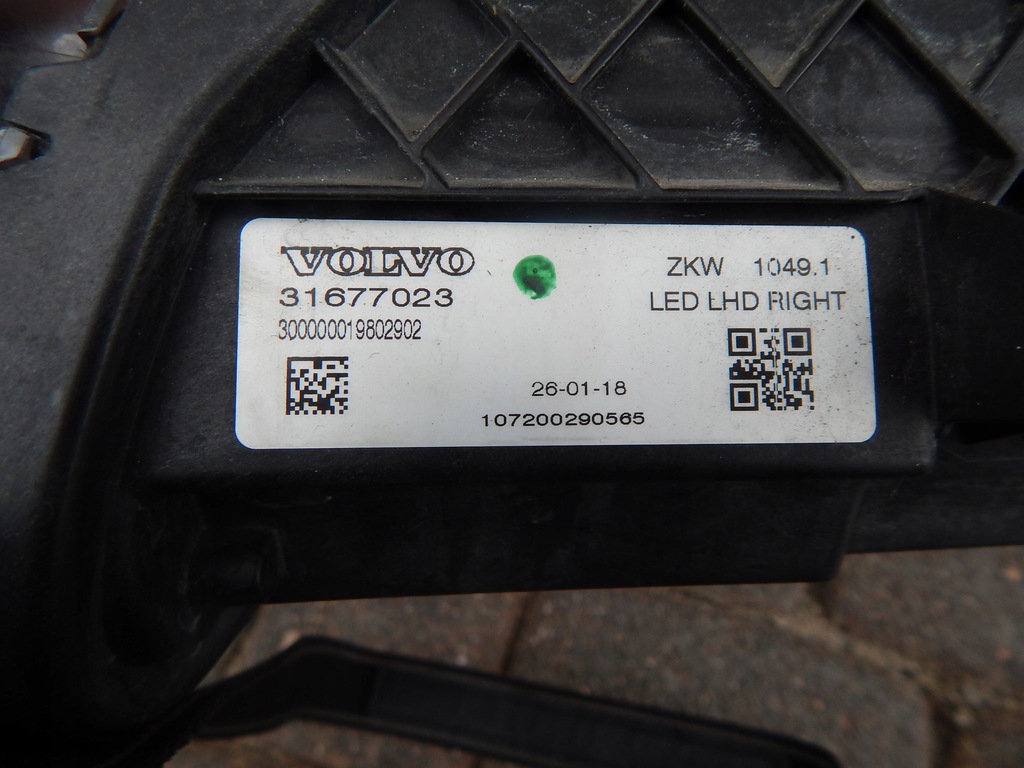 VOLVO
31677023
300000019802902
ZKW 1049.1
LED LHD RIGHT
26-01-18
107200290565